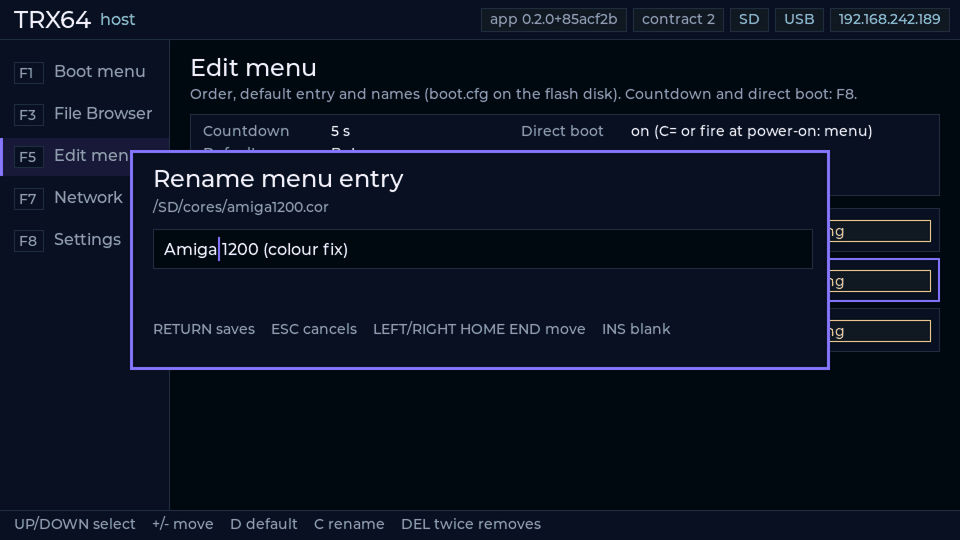 TRX64 host
app 0.2.0+85acf2b
contract 2
SD
USB
192.168.242.189
F1 Boot menu
F3 File Browser
F5 Edit men
F7 Network
F8 Settings
Edit menu
Order, default entry and names (boot.cfg on the flash disk). Countdown and direct boot: F8.
Countdown 5 s Direct boot on (C= or fire at power-on: menu)
Rename menu entry
/SD/cores/amiga1200.cor
Amiga 1200 (colour fix)
RETURN saves ESC cancels LEFT/RIGHT HOME END move INS blank
ng
ng
ng
UP/DOWN select +/- move D default C rename DEL twice removes